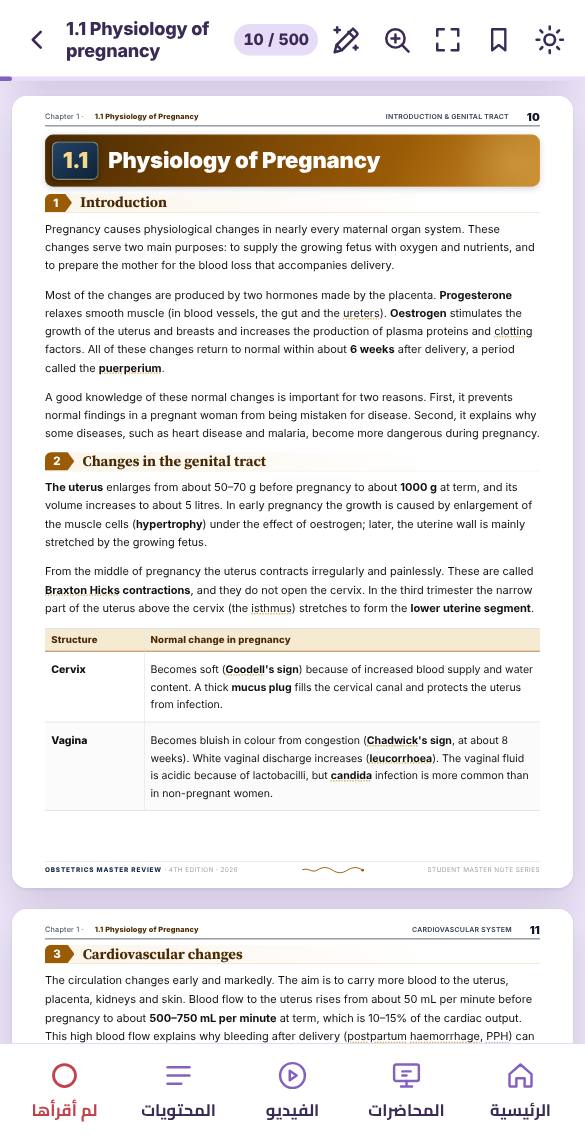 1.1 Physiology of pregnancy
10 / 500
Chapter 1 · 1.1 Physiology of Pregnancy
INTRODUCTION & GENITAL TRACT 10
1.1 Physiology of Pregnancy
1 Introduction
Pregnancy causes physiological changes in nearly every maternal organ system. These
changes serve two main purposes: to supply the growing fetus with oxygen and nutrients, and
to prepare the mother for the blood loss that accompanies delivery.
Most of the changes are produced by two hormones made by the placenta. Progesterone
relaxes smooth muscle (in blood vessels, the gut and the ureters). Oestrogen stimulates the
growth of the uterus and breasts and increases the production of plasma proteins and clotting
factors. All of these changes return to normal within about 6 weeks after delivery, a period
called the puerperium.
A good knowledge of these normal changes is important for two reasons. First, it prevents
normal findings in a pregnant woman from being mistaken for disease. Second, it explains why
some diseases, such as heart disease and malaria, become more dangerous during pregnancy.
2 Changes in the genital tract
The uterus enlarges from about 50–70 g before pregnancy to about 1000 g at term, and its
volume increases to about 5 litres. In early pregnancy the growth is caused by enlargement of
the muscle cells (hypertrophy) under the effect of oestrogen; later, the uterine wall is mainly
stretched by the growing fetus.
From the middle of pregnancy the uterus contracts irregularly and painlessly. These are called
Braxton Hicks contractions, and they do not open the cervix. In the third trimester the narrow
part of the uterus above the cervix (the isthmus) stretches to form the lower uterine segment.
Structure Normal change in pregnancy
Cervix Becomes soft (Goodell's sign) because of increased blood supply and water
content. A thick mucus plug fills the cervical canal and protects the uterus
from infection.
Vagina Becomes bluish in colour from congestion (Chadwick's sign, at about 8
weeks). White vaginal discharge increases (leucorrhoea). The vaginal fluid
is acidic because of lactobacilli, but candida infection is more common than
in non-pregnant women.
OBSTETRICS MASTER REVIEW · 4TH EDITION · 2026
STUDENT MASTER NOTE SERIES
Chapter 1 · 1.1 Physiology of Pregnancy
CARDIOVASCULAR SYSTEM 11
3 Cardiovascular changes
The circulation changes early and markedly. The aim is to carry more blood to the uterus,
placenta, kidneys and skin. Blood flow to the uterus rises from about 50 mL per minute before
pregnancy to about 500–750 mL per minute at term, which is 10–15% of the cardiac output.
This high blood flow explains why bleeding after delivery (postpartum haemorrhage, PPH) can
الرئيسية
المحاضرات
الفيديو
المحتويات
لم أقرأها